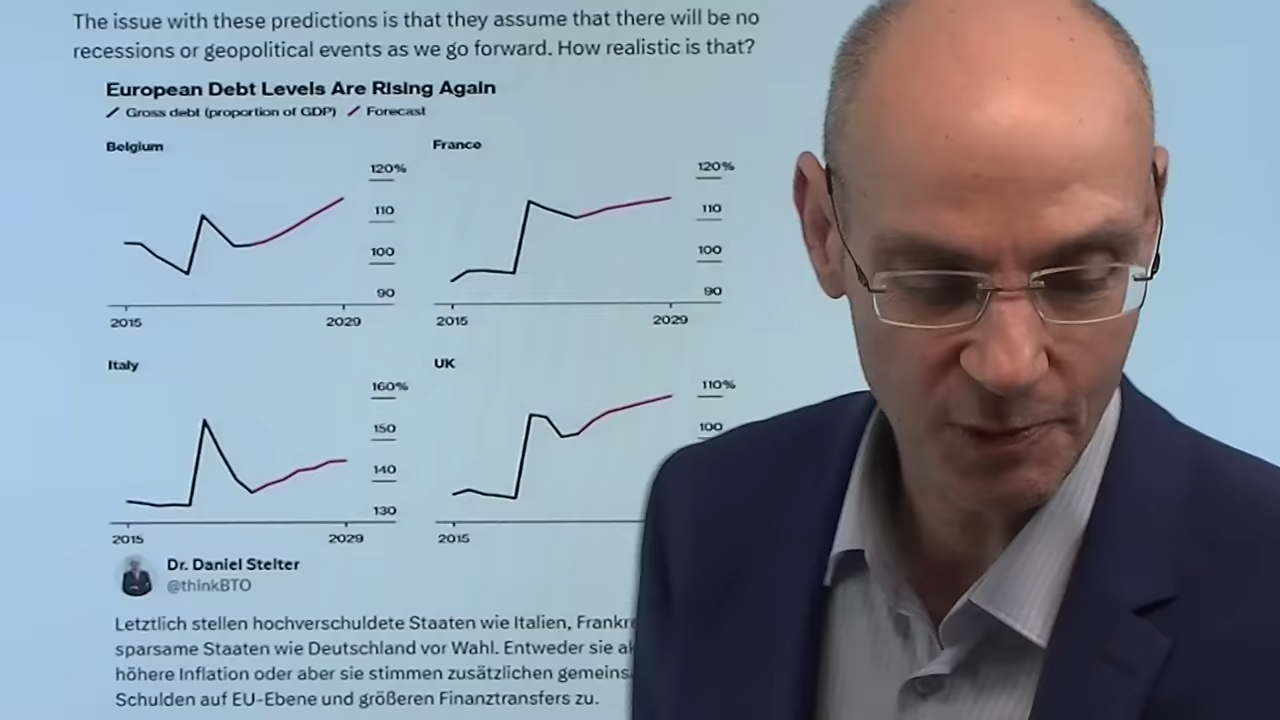 The issue with these predictions is that they assume that there will be no
recessions or geopolitical events as we go forward. How realistic is that?
European Debt Levels Are Rising Again
Gross debt (proportion of GDP) Forecast
Belgium
120%
110
100
90
2015 2029
France
120%
110
100
90
2015 2029
Italy
160%
150
140
130
2015 2029
UK
110%
100
2015
Dr. Daniel Stelter
@thinkBTO
Letztlich stellen hochverschuldete Staaten wie Italien,
sparsame Staaten wie Deutschland vor Wahl. Entweder sie
höhere Inflation oder aber sie stimmen zusätzlichen
Schulden auf EU-Ebene und größeren Finanztransfers zu.